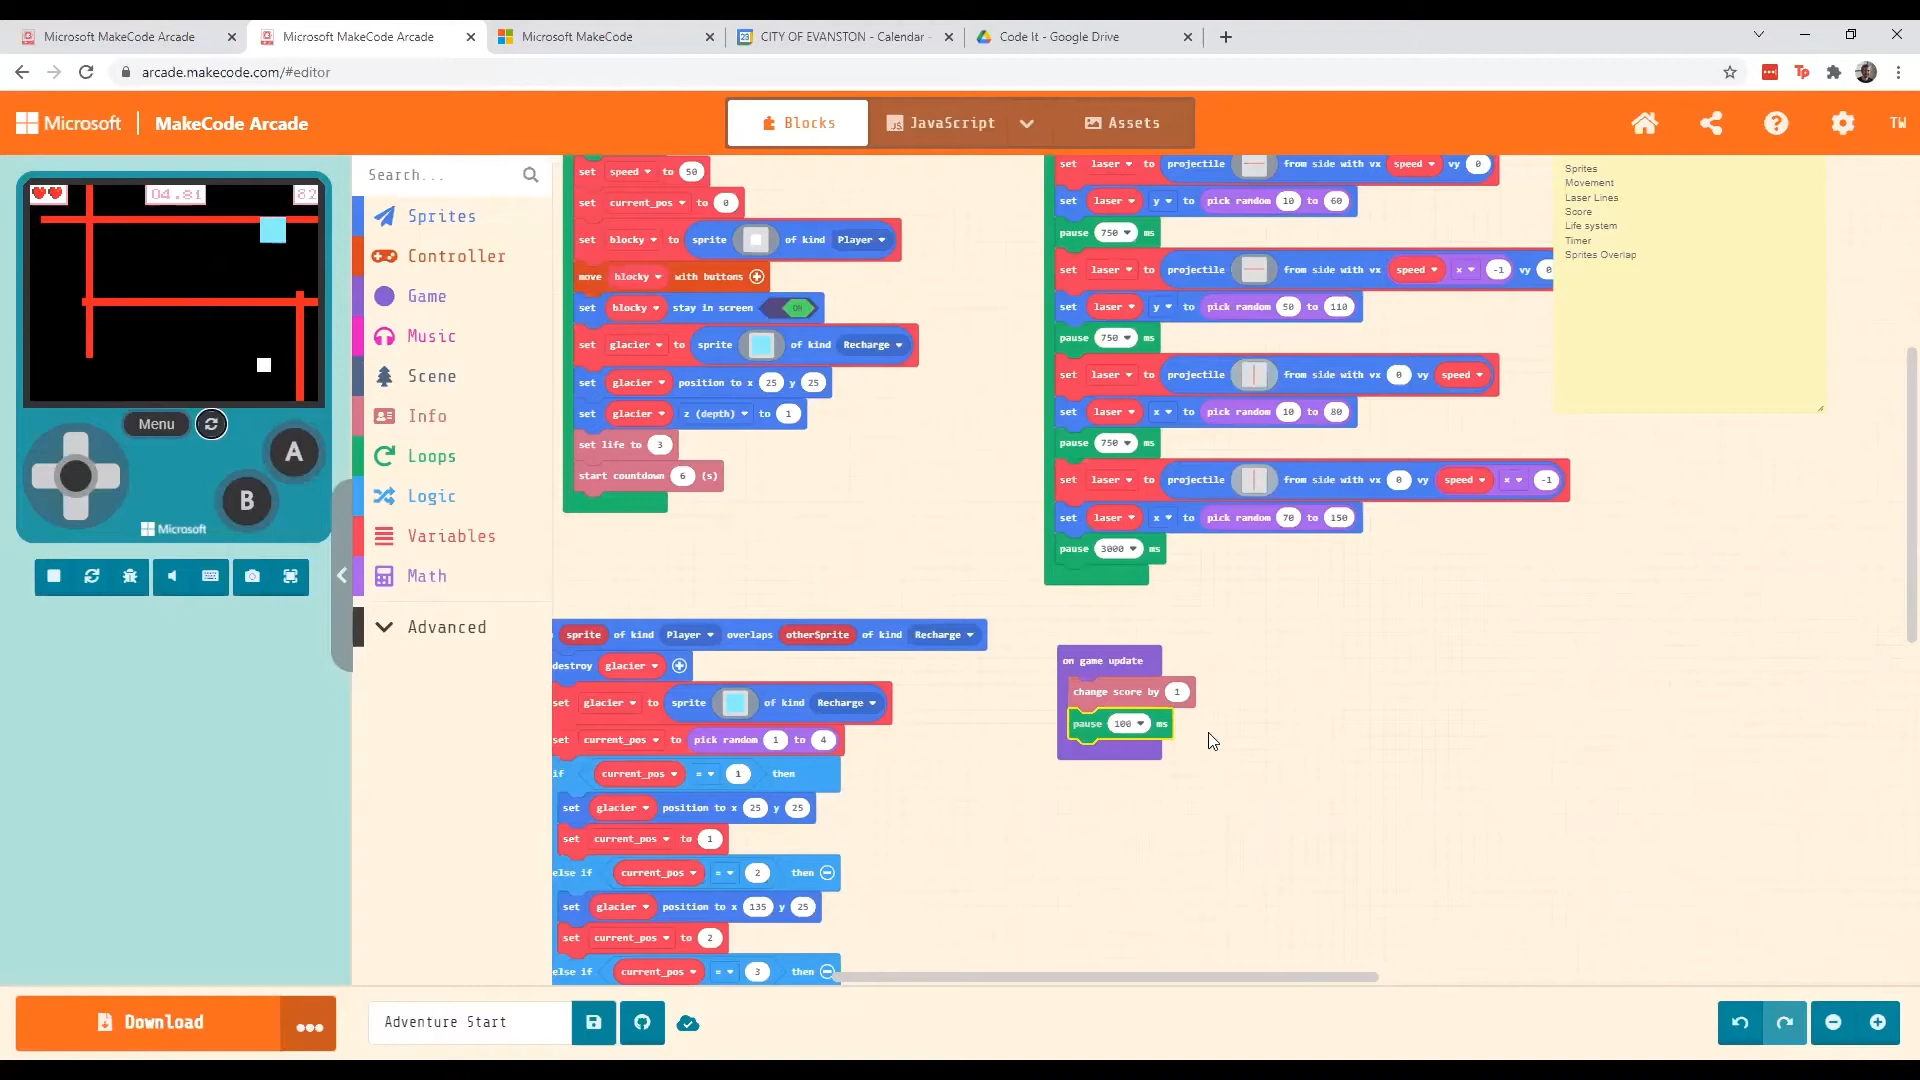 Microsoft MakeCode Arcade
Microsoft MakeCode Arcade
Microsoft MakeCode
23 CITY OF EVANSTON - Calendar -
Code It - Google Drive
arcade.makecode.com/#editor
Tp
Microsoft
MakeCode Arcade
Blocks
JS JavaScript
Assets
TW
04.81
82
Menu
A
B
Microsoft
Search...
Sprites
Controller
Game
Music
Scene
Info
Loops
Logic
Variables
Math
Advanced
set speed to 50
set current_pos to 0
set blocky to sprite of kind Player
move blocky with buttons
set blocky stay in screen ON
set glacier to sprite of kind Recharge
set glacier position to x 25 y 25
set glacier z (depth) to 1
set life to 3
start countdown 6 (s)
set laser to projectile from side with vx speed vy 0
set laser y to pick random 10 to 60
pause 750 ms
set laser to projectile from side with vx speed x -1 vy 0
set laser y to pick random 50 to 110
pause 750 ms
set laser to projectile from side with vx 0 vy speed
set laser x to pick random 10 to 80
pause 750 ms
set laser to projectile from side with vx 0 vy speed x -1
set laser x to pick random 70 to 150
pause 3000 ms
Sprites
Movement
Laser Lines
Score
Life system
Timer
Sprites Overlap
sprite of kind Player overlaps otherSprite of kind Recharge
destroy glacier
set glacier to sprite of kind Recharge
set current_pos to pick random 1 to 4
if current_pos = 1 then
set glacier position to x 25 y 25
set current_pos to 1
else if current_pos = 2 then
set glacier position to x 135 y 25
set current_pos to 2
else if current_pos = 3 then
on game update
change score by 1
pause 100 ms
Download
Adventure Start